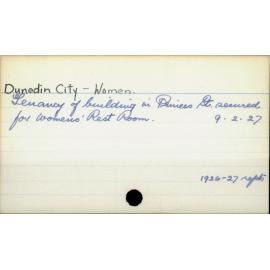 Dunedin City - Women.
Tenancy of building in Princes St. secured
for Womens' Rest Room. 9.2.27
1926-27 repts